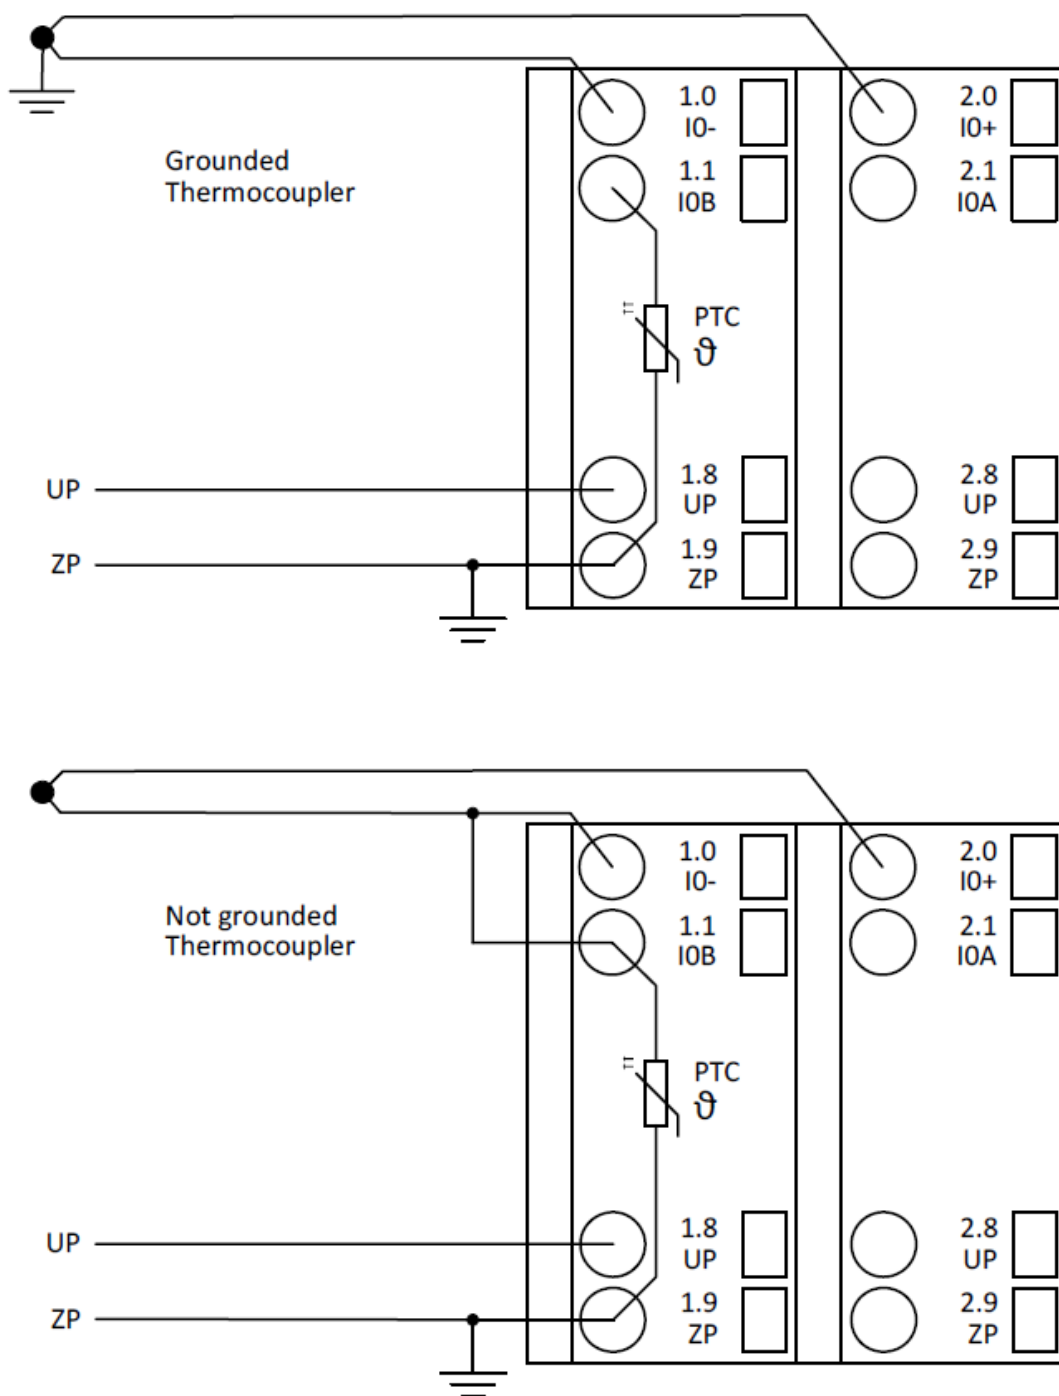 1.0
I0-
2.0
I0+
Grounded
Thermocoupler
1.1
I0B
2.1
I0A
TT
PTC
ϑ
UP
1.8
UP
2.8
UP
ZP
1.9
ZP
2.9
ZP
1.0
I0-
2.0
I0+
Not grounded
Thermocoupler
1.1
I0B
2.1
I0A
TT
PTC
ϑ
UP
1.8
UP
2.8
UP
ZP
1.9
ZP
2.9
ZP